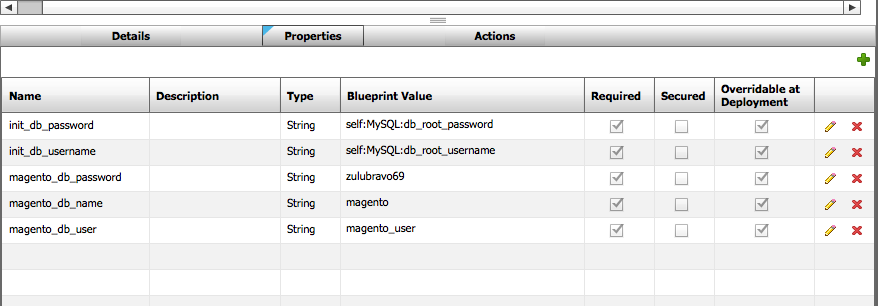 Details Properties Actions
Name Description Type Blueprint Value Required Secured Overridable at Deployment
init_db_password String self:MySQL:db_root_password
init_db_username String self:MySQL:db_root_username
magento_db_password String zulubravo69
magento_db_name String magento
magento_db_user String magento_user